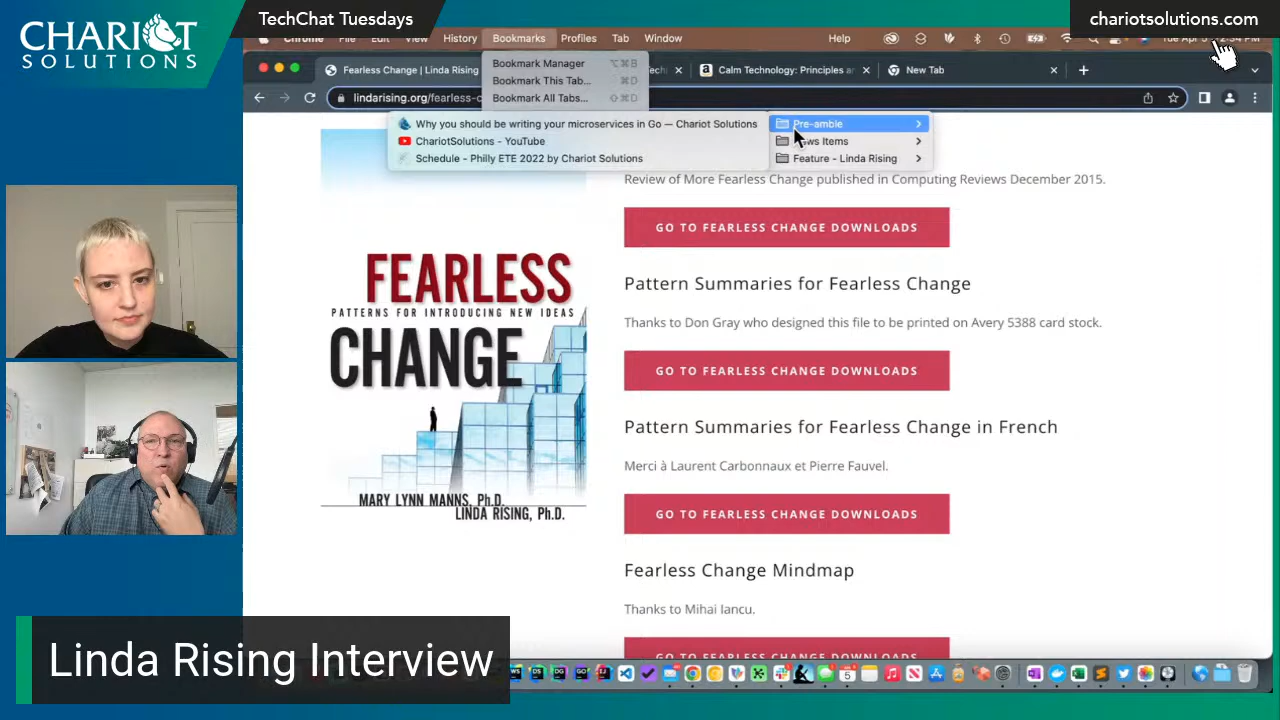 CHARIOT
SOLUTIONS
TechChat Tuesdays
chariotsolutions.com
Chrome File Edit View History Bookmarks Profiles Tab Window Help
Bookmark Manager ⌥⌘B
Bookmark This Tab... ⌘D
Bookmark All Tabs... ⇧⌘D
Fearless Change | Linda Rising
Calm Technology: Principles
New Tab
lindarising.org/fearless-c
Why you should be writing your microservices in Go — Chariot Solutions
ChariotSolutions - YouTube
Schedule - Philly ETE 2022 by Chariot Solutions
Pre-amble
Items
Feature - Linda Rising
Review of More Fearless Change published in Computing Reviews December 2015.
GO TO FEARLESS CHANGE DOWNLOADS
Pattern Summaries for Fearless Change
Thanks to Don Gray who designed this file to be printed on Avery 5388 card stock.
GO TO FEARLESS CHANGE DOWNLOADS
Pattern Summaries for Fearless Change in French
Merci à Laurent Carbonnaux et Pierre Fauvel.
GO TO FEARLESS CHANGE DOWNLOADS
Fearless Change Mindmap
Thanks to Mihai Iancu.
GO TO FEARLESS CHANGE DOWNLOADS
FEARLESS
PATTERNS FOR INTRODUCING NEW IDEAS
CHANGE
MARY LYNN MANNS, Ph.D.
LINDA RISING, Ph.D.
Linda Rising Interview